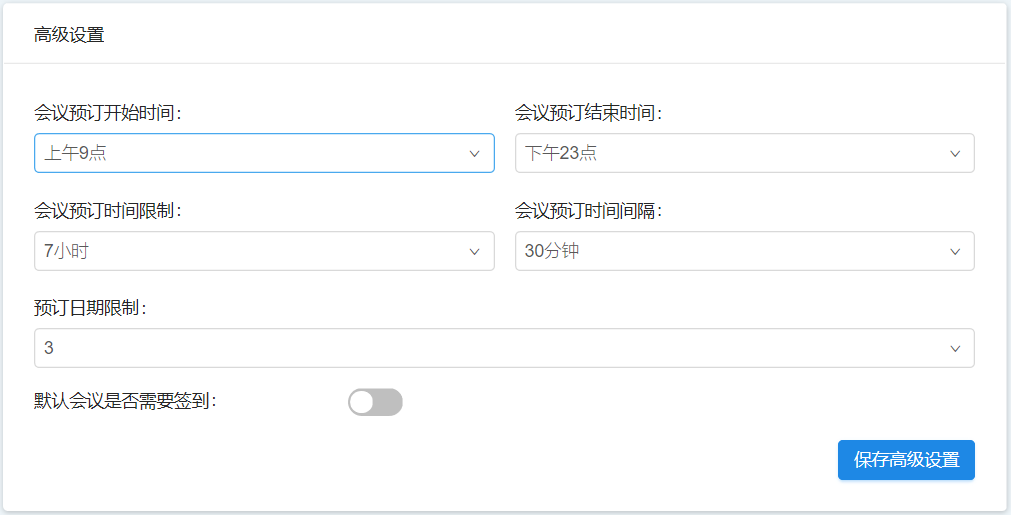 高级设置
会议预订开始时间：
会议预订结束时间：
上午9点
下午23点
会议预订时间限制：
会议预订时间间隔：
7小时
30分钟
预订日期限制：
3
默认会议是否需要签到：
保存高级设置